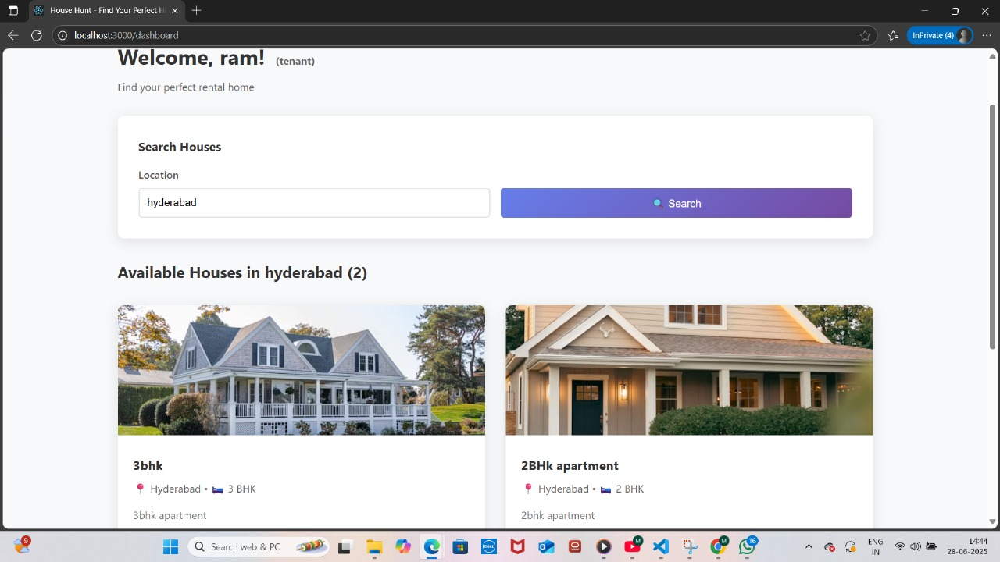 House Hunt - Find Your Perfect H
localhost:3000/dashboard
InPrivate (4)
Welcome, ram! (tenant)
Find your perfect rental home
Search Houses
Location
hyderabad
Search
Available Houses in hyderabad (2)
3bhk
Hyderabad • 3 BHK
3bhk apartment
2BHk apartment
Hyderabad • 2 BHK
2bhk apartment
9
Search web & PC
DELL
M
M
16
ENG
IN
14:44
28-06-2025